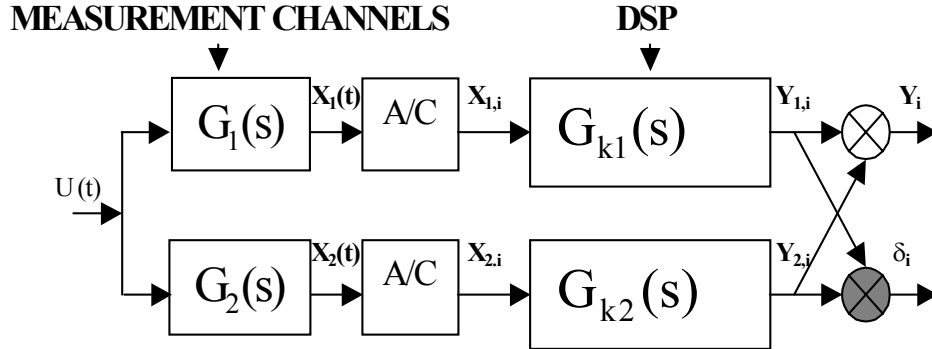 MEASUREMENT CHANNELS DSP
G₁(s) X₁(t) A/C X₁,ᵢ Gₖ₁(s) Y₁,ᵢ Yᵢ
U(t)
G₂(s) X₂(t) A/C X₂.ᵢ Gₖ₂(s) Y₂,ᵢ δᵢ